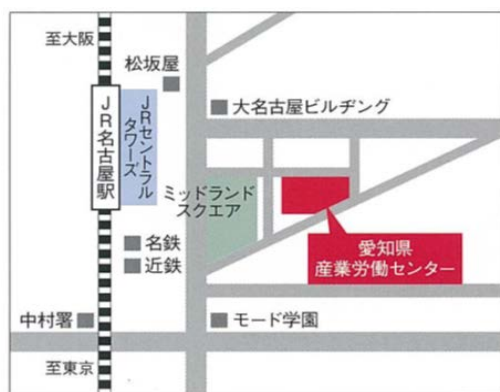 至大阪
松坂屋
大名古屋ビルヂング
JR名古屋駅
JRセントラル
タワーズ
ミッドランド
スクエア
名鉄
近鉄
愛知県
産業労働センター
中村署
モード学園
至東京